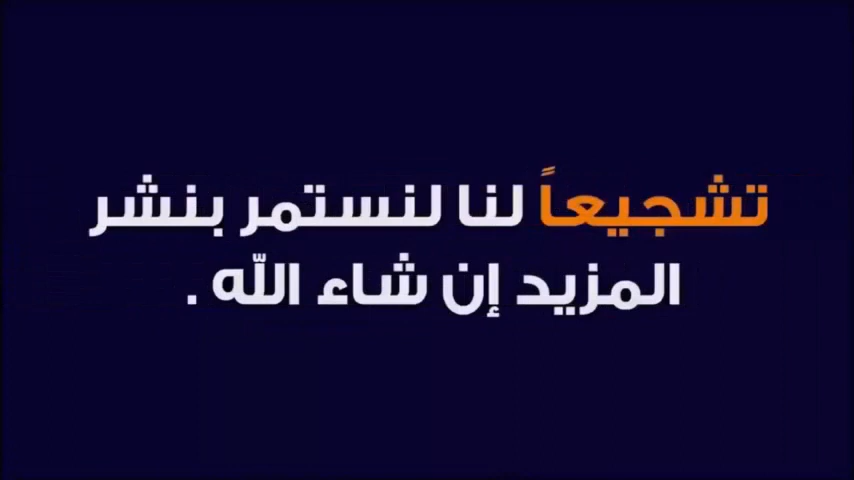 تشجيعاً لنا لنستمر بنشر
المزيد إن شاء الله .